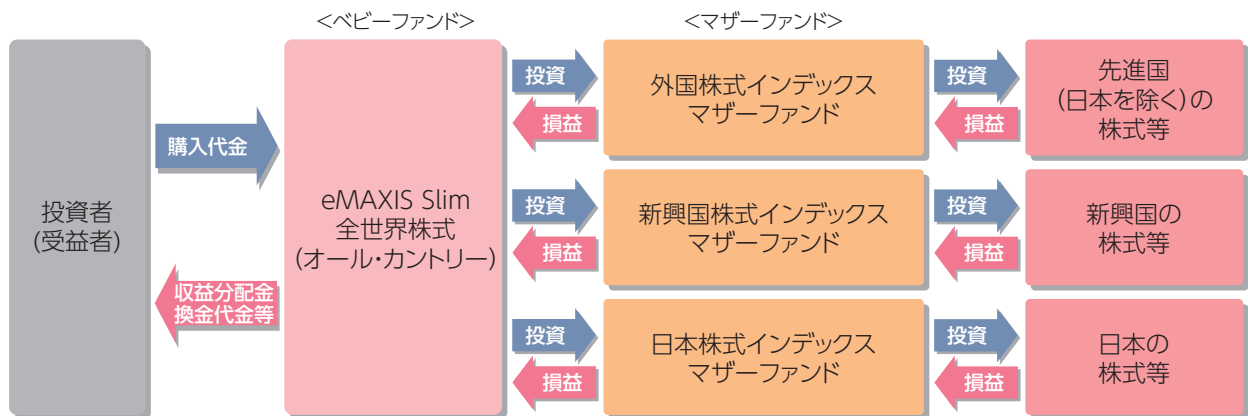 <ベビーファンド>
<マザーファンド>
投資者
(受益者)
購入代金
収益分配金
換金代金等
eMAXIS Slim
全世界株式
(オール・カントリー)
投資
損益
外国株式インデックス
マザーファンド
投資
損益
先進国
(日本を除く)の
株式等
投資
損益
新興国株式インデックス
マザーファンド
投資
損益
新興国の
株式等
投資
損益
日本株式インデックス
マザーファンド
投資
損益
日本の
株式等